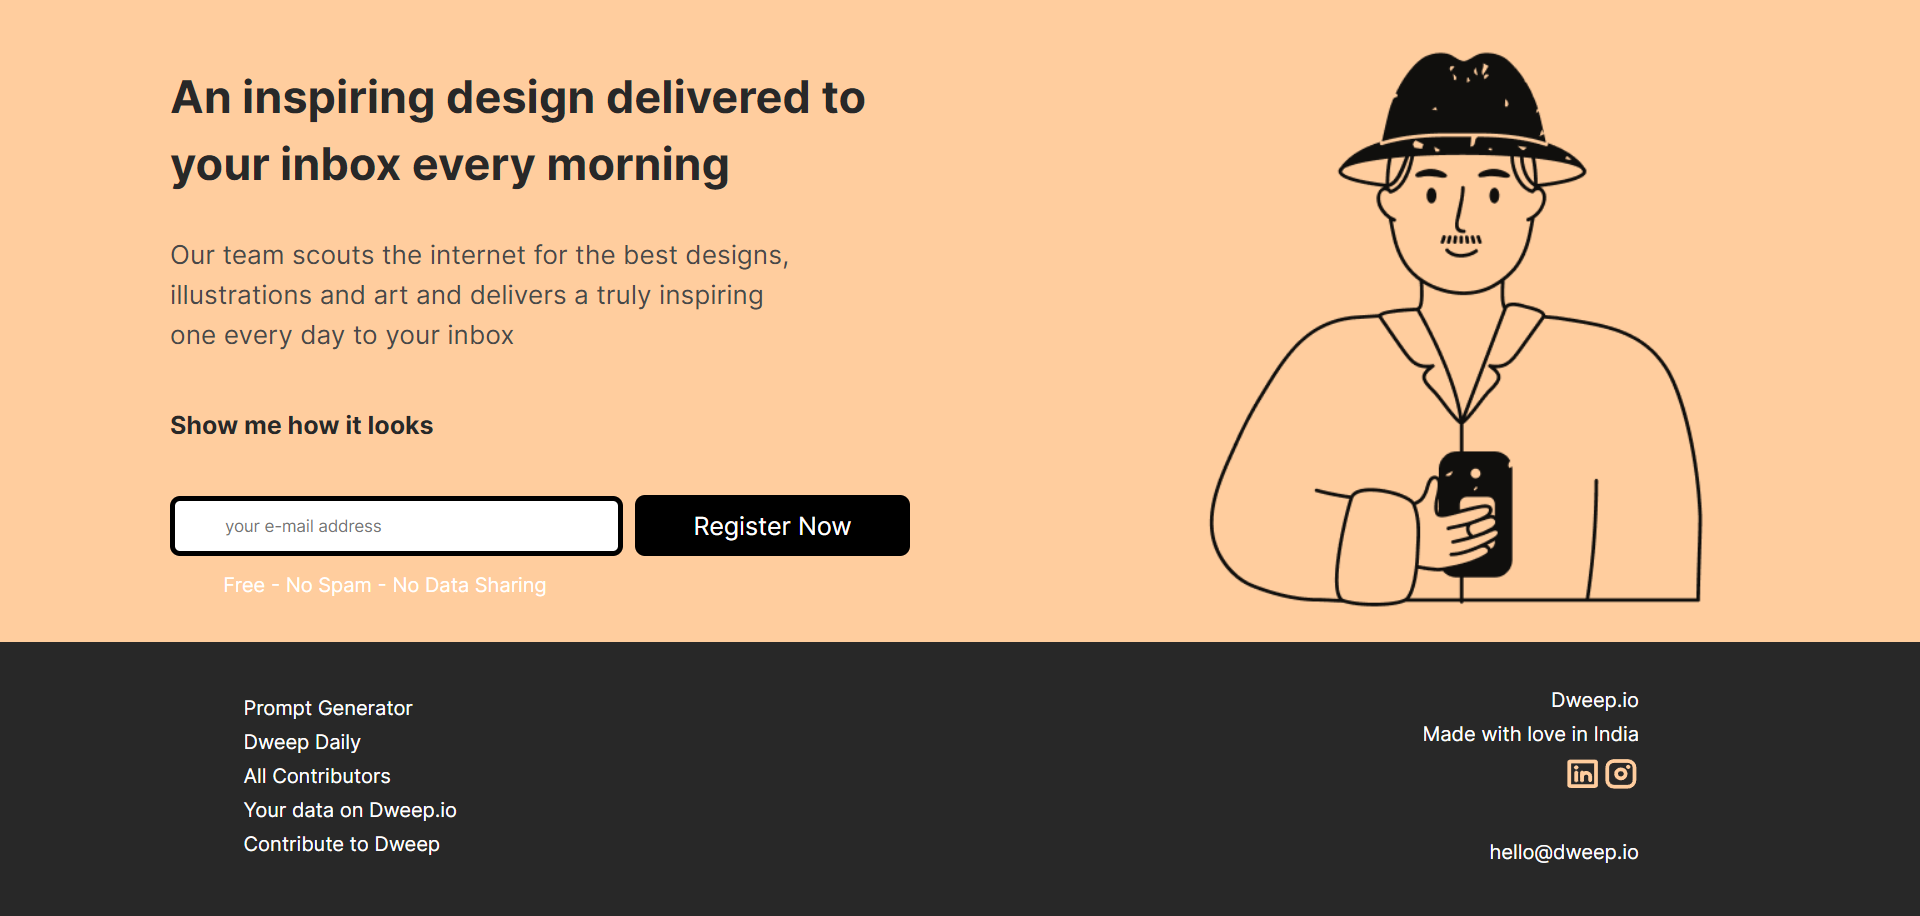 An inspiring design delivered to
your inbox every morning
Our team scouts the internet for the best designs,
illustrations and art and delivers a truly inspiring
one every day to your inbox
Show me how it looks
your e-mail address
Register Now
Free - No Spam - No Data Sharing
Prompt Generator
Dweep Daily
All Contributors
Your data on Dweep.io
Contribute to Dweep
Dweep.io
Made with love in India
in
hello@dweep.io